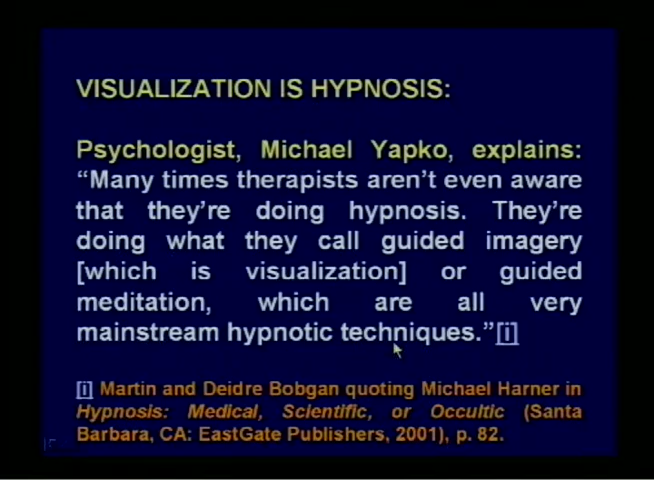 VISUALIZATION IS HYPNOSIS:
Psychologist, Michael Yapko, explains:
“Many times therapists aren’t even aware
that they’re doing hypnosis. They’re
doing what they call guided imagery
[which is visualization] or guided
meditation, which are all very
mainstream hypnotic techniques.”[i]
[i] Martin and Deidre Bobgan quoting Michael Harner in
Hypnosis: Medical, Scientific, or Occultic (Santa
Barbara, CA: EastGate Publishers, 2001), p. 82.